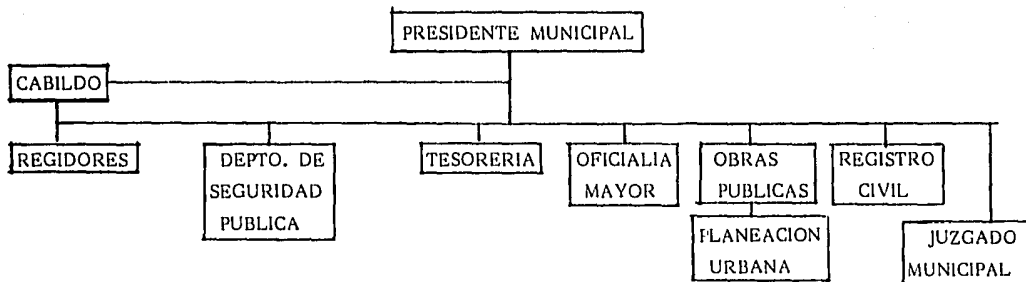 PRESIDENTE MUNICIPAL
CABILDO
REGIDORES
DEPTO. DE
SEGURIDAD
PUBLICA
TESORERIA
OFICIALIA
MAYOR
OBRAS
PUBLICAS
REGISTRO
CIVIL
PLANEACION
URBANA
JUZGADO
MUNICIPAL